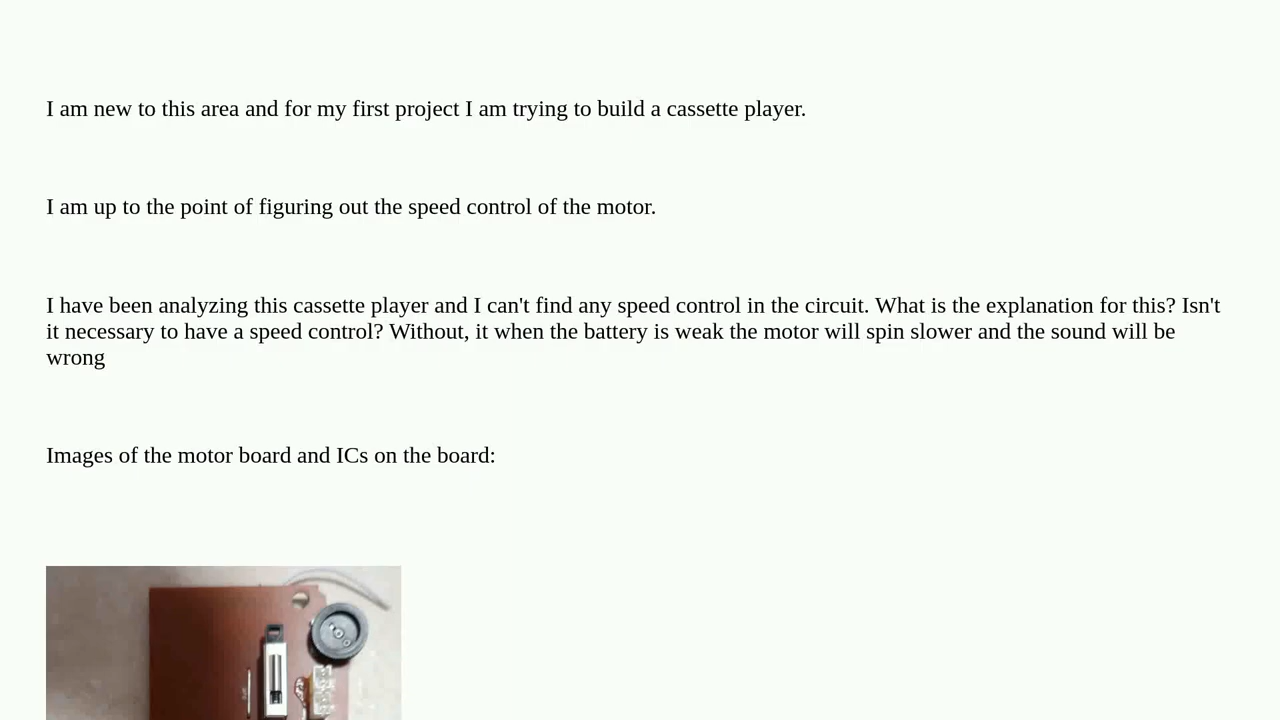 I am new to this area and for my first project I am trying to build a cassette player.
I am up to the point of figuring out the speed control of the motor.
I have been analyzing this cassette player and I can't find any speed control in the circuit. What is the explanation for this? Isn't
it necessary to have a speed control? Without, it when the battery is weak the motor will spin slower and the sound will be
wrong
Images of the motor board and ICs on the board: